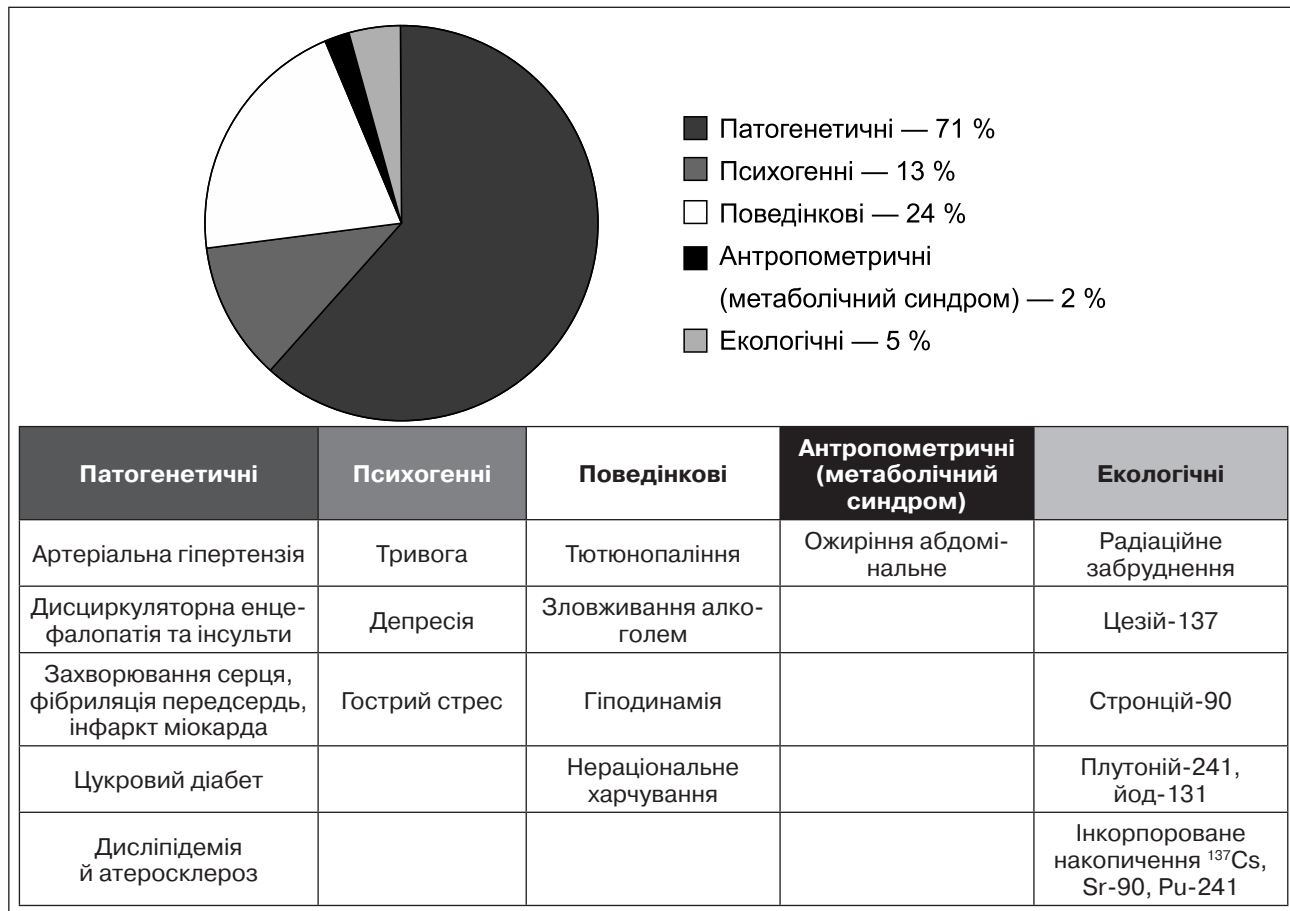 Патогенетичні — 71 %
Психогенні — 13 %
Поведінкові — 24 %
Антропометричні
(метаболічний синдром) — 2 %
Екологічні — 5 %
Патогенетичні
Психогенні
Поведінкові
Антропометричні
(метаболічний
синдром)
Екологічні
Артеріальна гіпертензія
Тривога
Тютюнопаління
Ожиріння абдомі-
нальне
Радіаційне
забруднення
Дисциркуляторна енце-
фалопатія та інсульти
Депресія
Зловживання алко-
голем
Цезій-137
Захворювання серця,
фібриляція передсердь,
інфаркт міокарда
Гострий стрес
Гіподинамія
Стронцій-90
Цукровий діабет
Нераціональне
харчування
Плутоній-241,
йод-131
Дисліпідемія
й атеросклероз
Інкорпороване
накопичення ¹³⁷Cs,
Sr-90, Pu-241